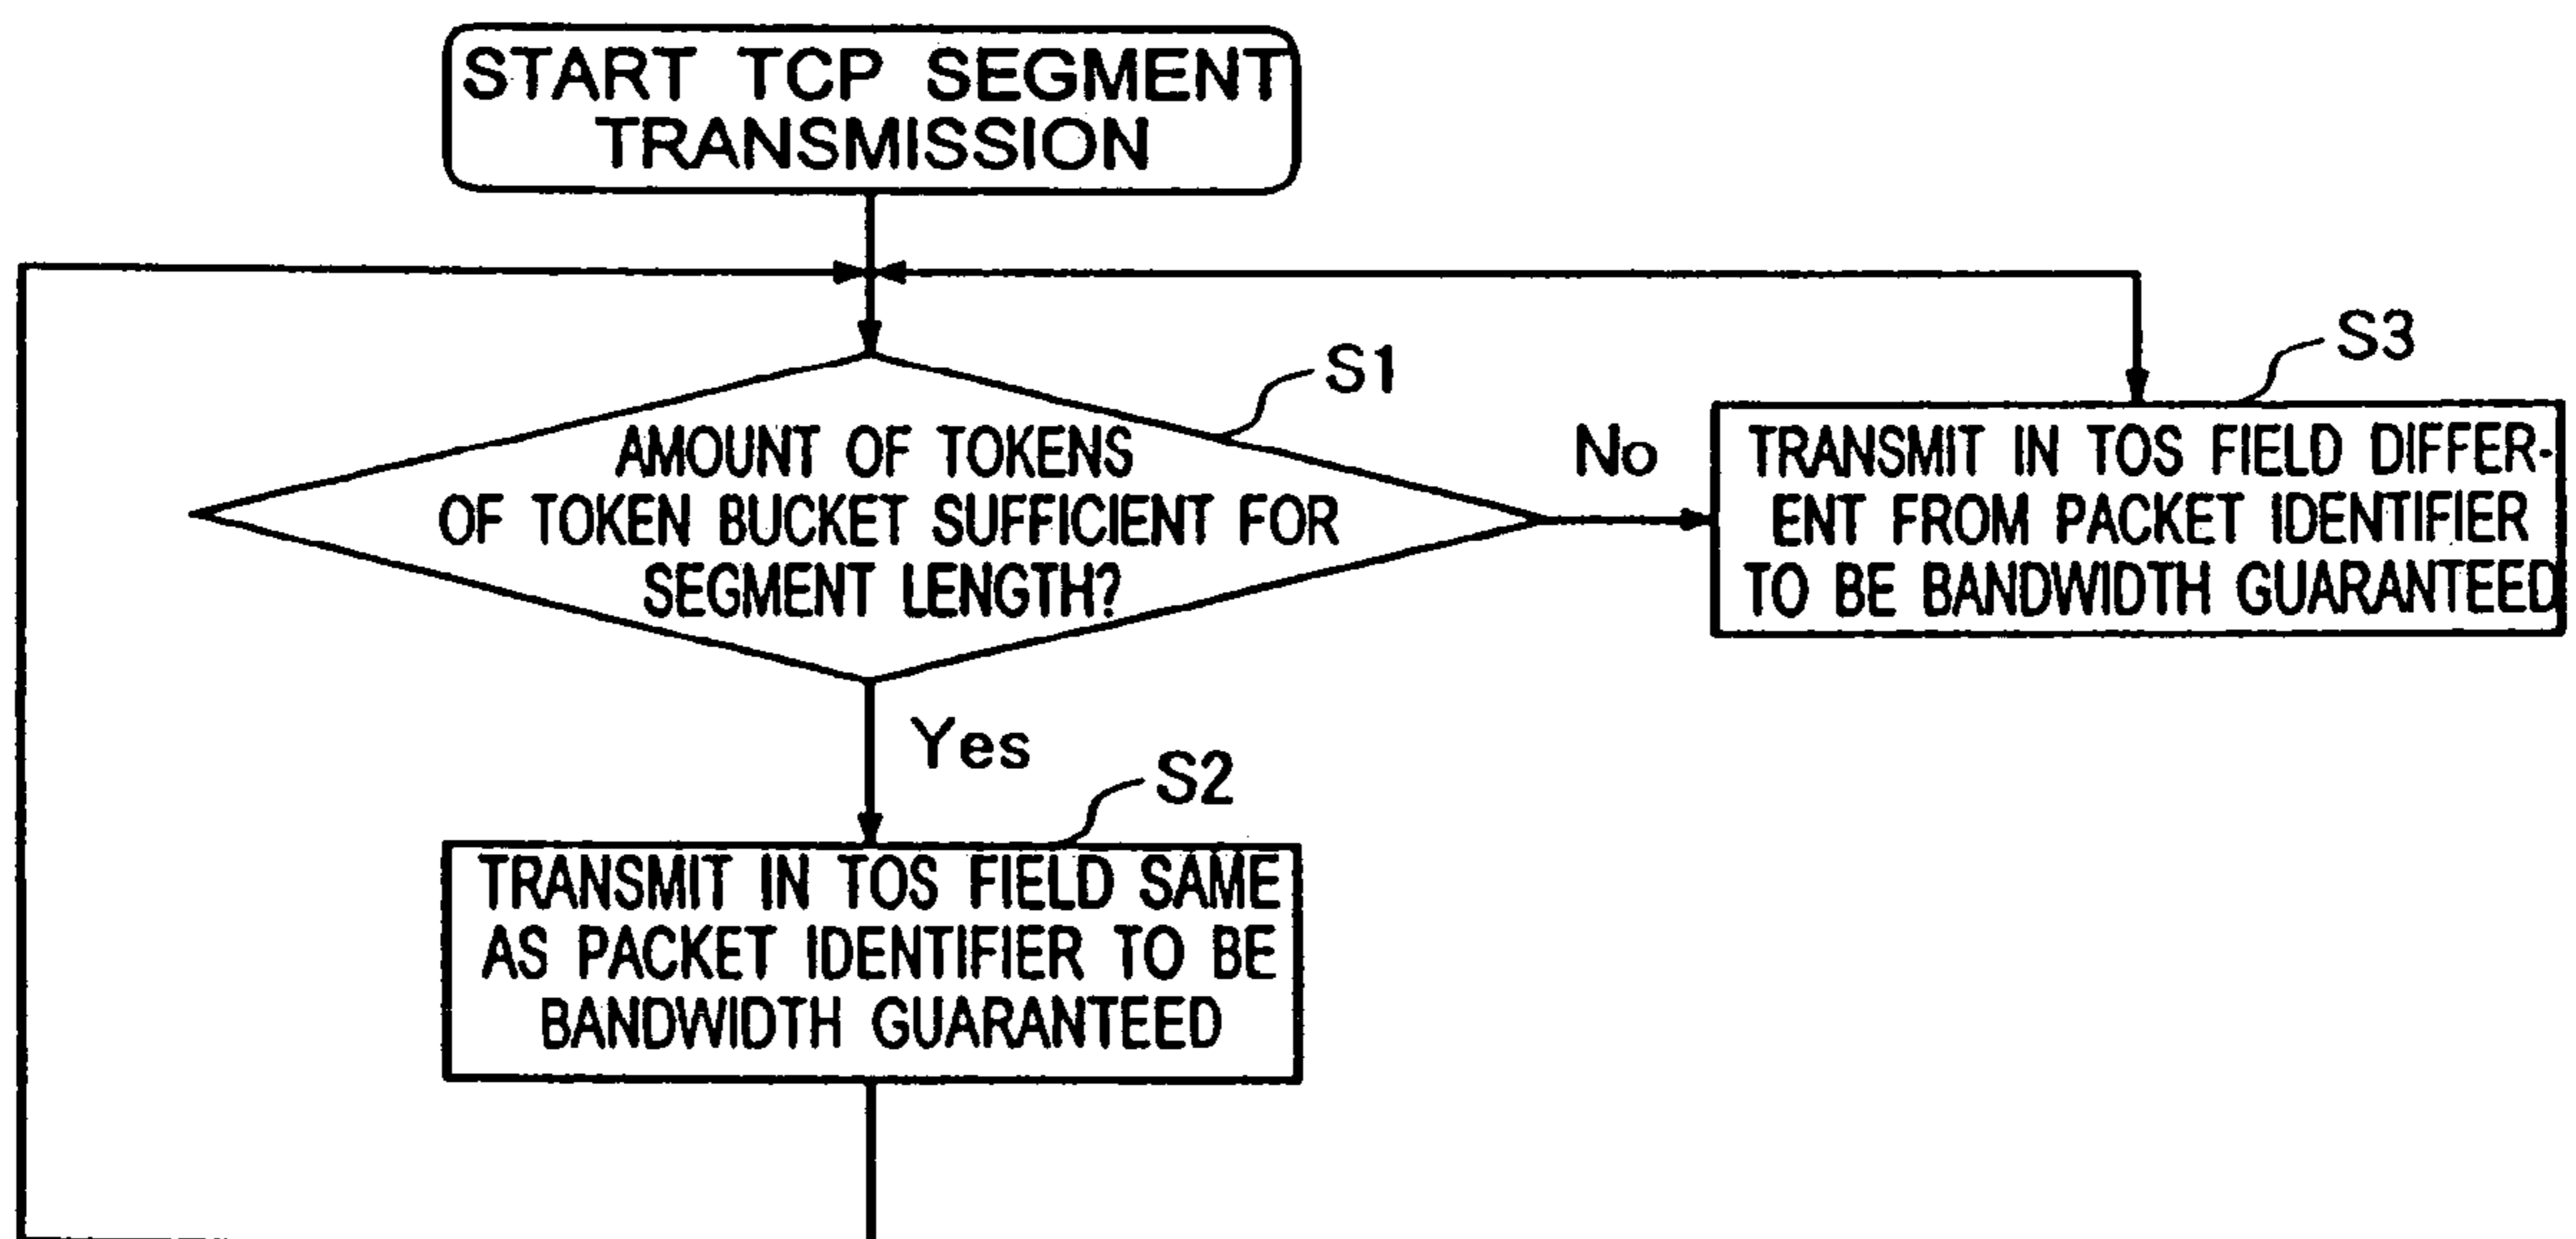 START TCP SEGMENT
TRANSMISSION
S1
S3
AMOUNT OF TOKENS
OF TOKEN BUCKET SUFFICIENT FOR
SEGMENT LENGTH?
No
TRANSMIT IN TOS FIELD DIFFER-
ENT FROM PACKET IDENTIFIER
TO BE BANDWIDTH GUARANTEED
Yes
S2
TRANSMIT IN TOS FIELD SAME
AS PACKET IDENTIFIER TO BE
BANDWIDTH GUARANTEED